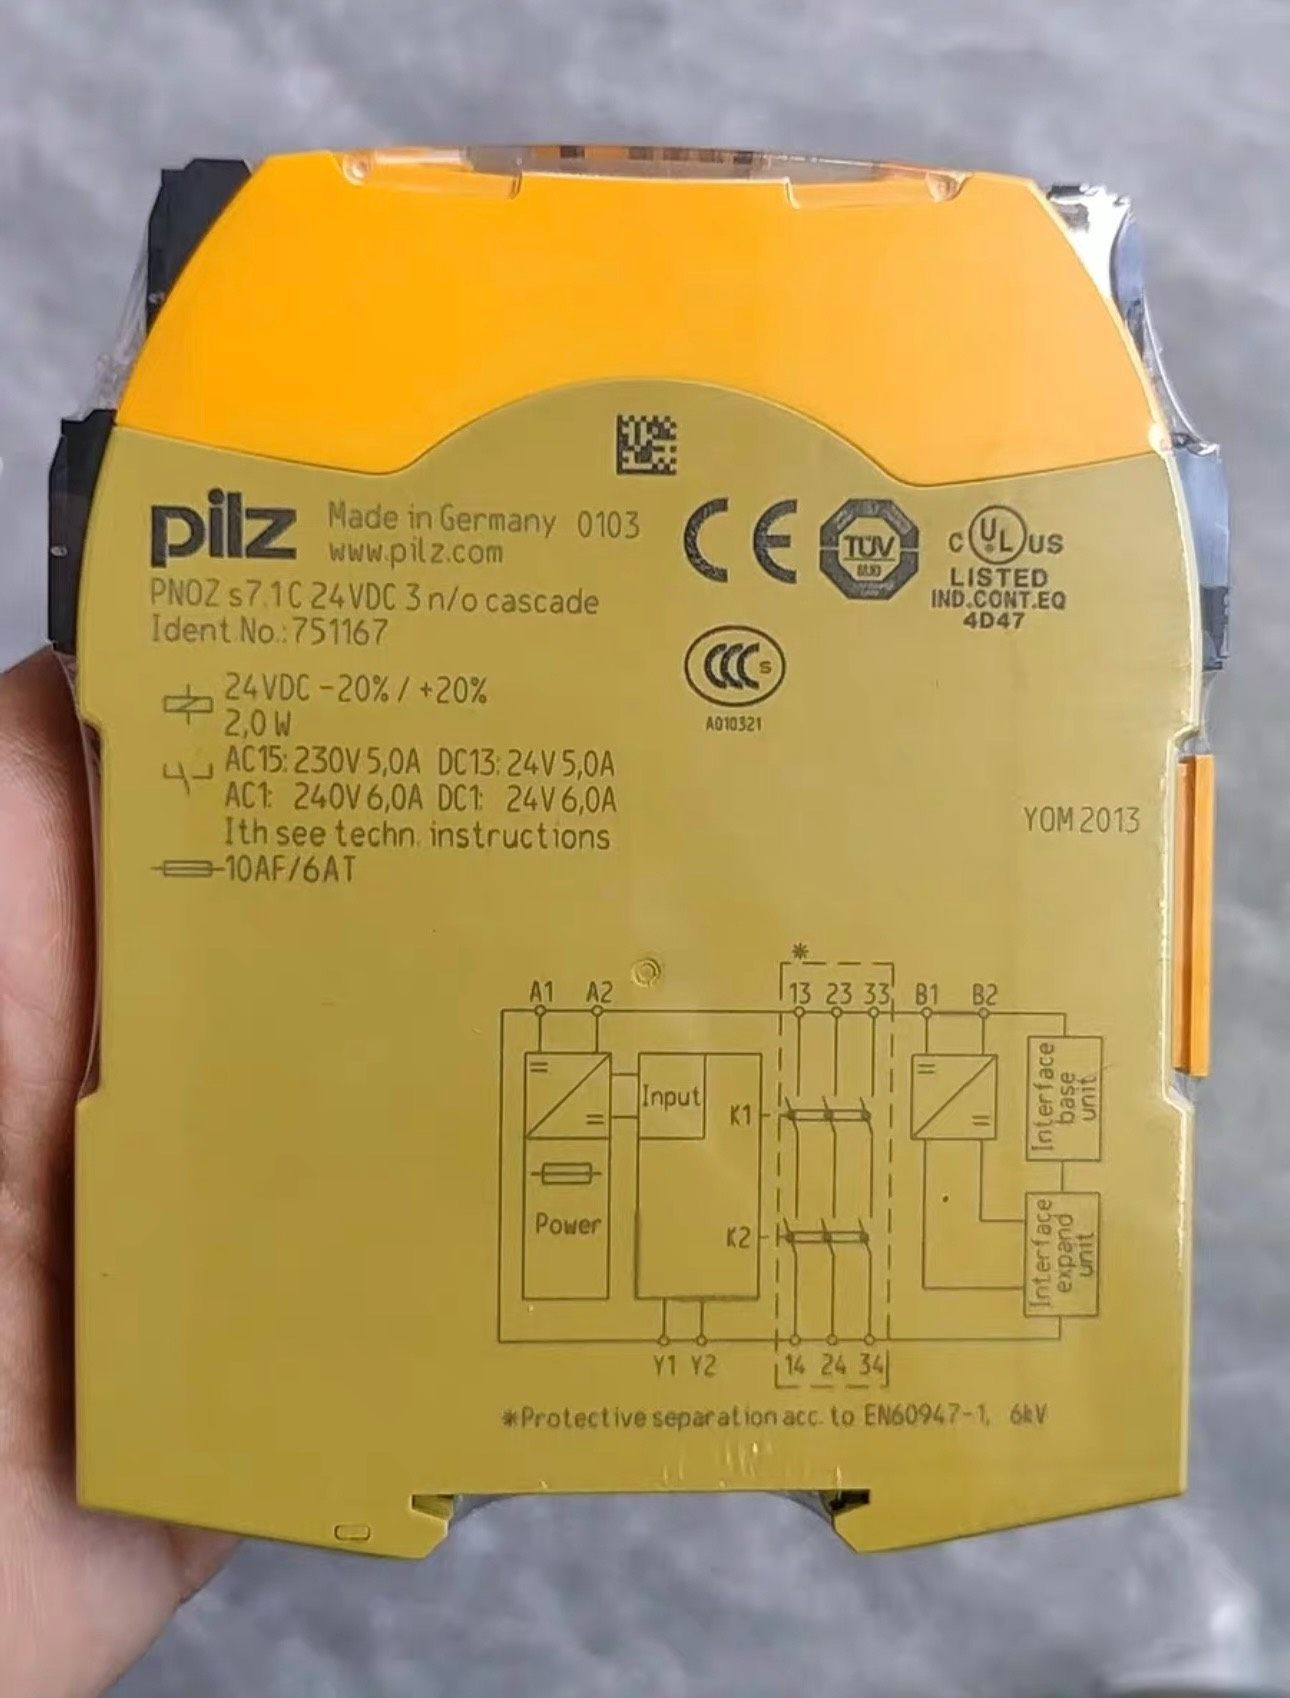 pilz Made in Germany 0103
www.pilz.com
PNOZ s7.1C 24VDC 3 n/o cascade
Ident.No.: 751167
CE
TÜV
C UL US
LISTED
IND.CONT.EQ
4D47
CCC S
A010321
24VDC -20% / +20%
2,0 W
AC15: 230V 5,0A DC13: 24V 5,0A
AC1: 240V 6,0A DC1: 24V 6,0A
Ith see techn. instructions
10AF/6AT
YOM 2013
*
A1 A2 13 23 33 B1 B2
=
=
Input
Power
K1
K2
=
=
Interface
base
unit
Interface
expand
unit
Y1 Y2 14 24 34
*Protective separation acc. to EN60947-1, 6kV